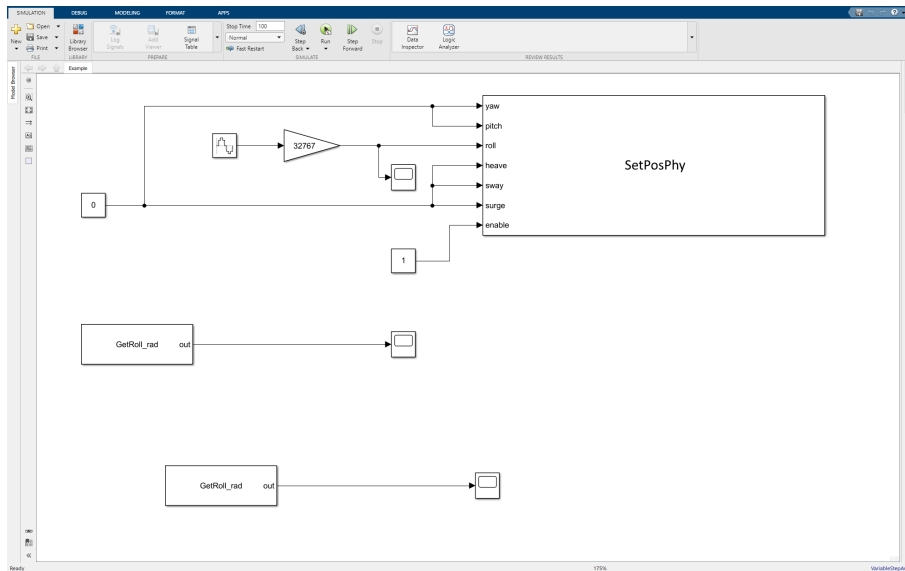 SIMULATION DEBUG MODELING FORMAT APPS
New
Open
Save
Print
FILE
Library
Browser
LIBRARY
Log
Signals
Add
Viewer
Signal
Table
PREPARE
Stop Time 100
Normal
Fast Restart
Step
Back
Run
Step
Forward
Stop
SIMULATE
Data
Inspector
Logic
Analyzer
REVIEW RESULTS
Model Browser
Example
yaw
pitch
roll
heave
sway
surge
enable
SetPosPhy
32767
0
1
GetRoll_rad out
GetRoll_rad out
Ready 175% VariableStepA